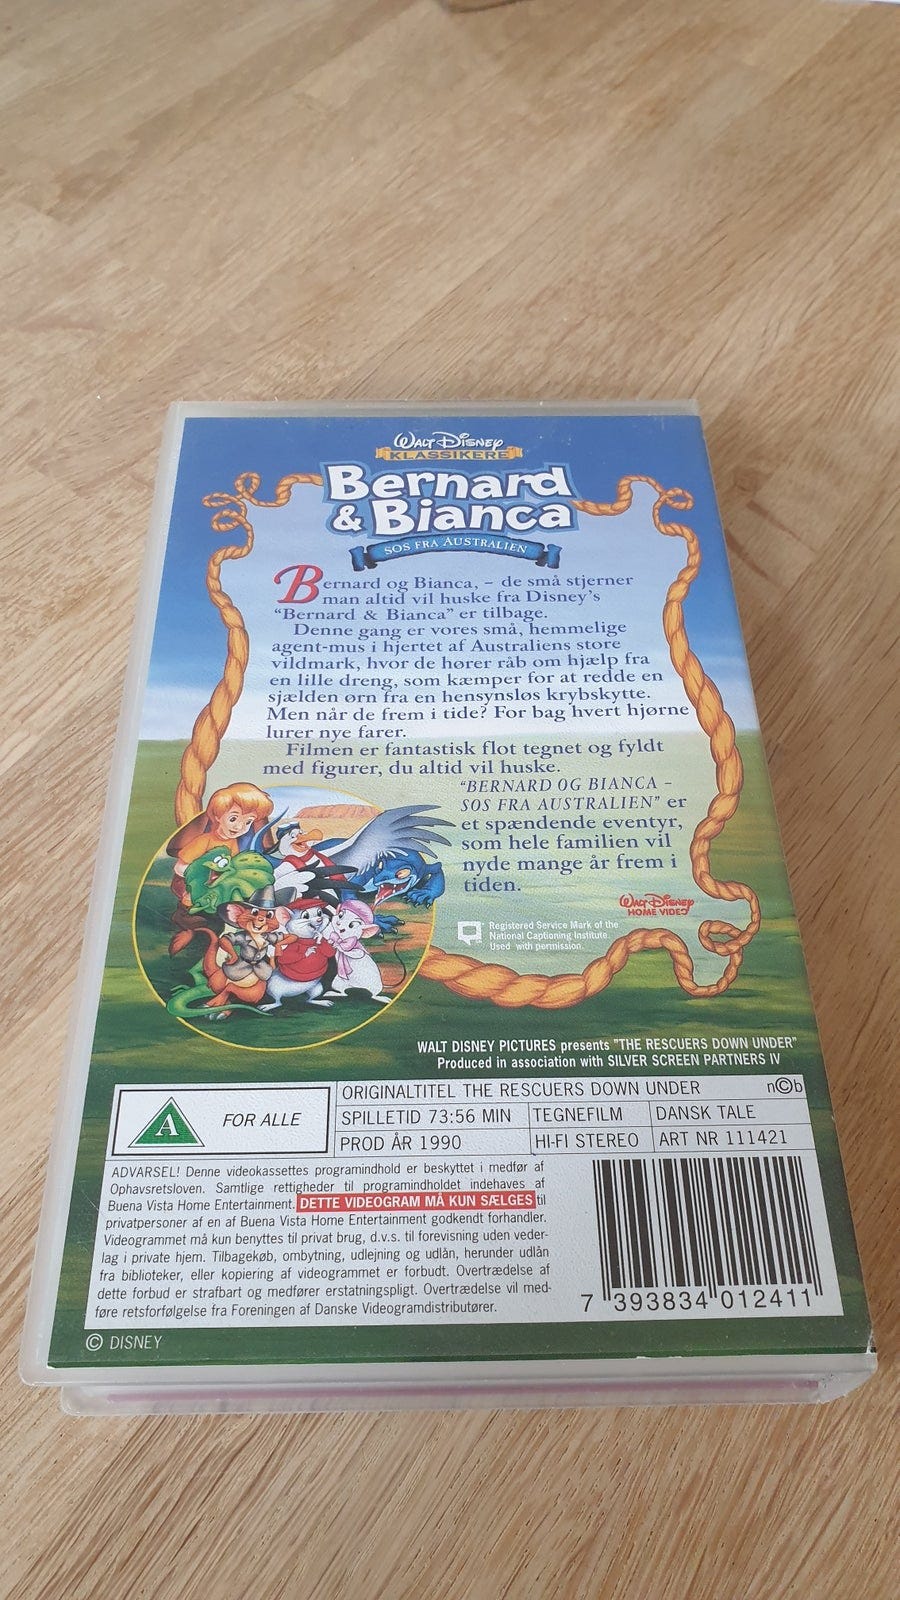 WALT DISNEY
KLASSIKERE
Bernard
& Bianca
SOS FRA AUSTRALIEN
Bernard og Bianca, – de små stjerner
man altid vil huske fra Disney's
"Bernard & Bianca" er tilbage.
Denne gang er vores små, hemmelige
agent-mus i hjertet af Australiens store
vildmark, hvor de hører råb om hjælp fra
en lille dreng, som kæmper for at redde en
sjælden ørn fra en hensynsløs krybskytte.
Men når de frem i tide? For bag hvert hjørne
lurer nye farer.
Filmen er fantastisk flot tegnet og fyldt
med figurer, du altid vil huske.
"BERNARD OG BIANCA –
SOS FRA AUSTRALIEN" er
et spændende eventyr,
som hele familien vil
nyde mange år frem i
tiden.
WALT DISNEY
HOME VIDEO
Registered Service Mark of the
National Captioning Institute.
Used with permission.
WALT DISNEY PICTURES presents "THE RESCUERS DOWN UNDER"
Produced in association with SILVER SCREEN PARTNERS IV
A FOR ALLE
ORIGINALTITEL THE RESCUERS DOWN UNDER n©b
SPILLETID 73:56 MIN TEGNEFILM DANSK TALE
PROD ÅR 1990 HI-FI STEREO ART NR 111421
ADVARSEL! Denne videokassettes programindhold er beskyttet i medfør af
Ophavsretsloven. Samtlige rettigheder til programindholdet indehaves af
Buena Vista Home Entertainment. DETTE VIDEOGRAM MÅ KUN SÆLGES til
privatpersoner af en af Buena Vista Home Entertainment godkendt forhandler.
Videogrammet må kun benyttes til privat brug, d.v.s. til forevisning uden veder-
lag i private hjem. Tilbagekøb, ombytning, udlejning og udlån, herunder udlån
fra biblioteker, eller kopiering af videogrammet er forbudt. Overtrædelse af
dette forbud er strafbart og medfører erstatningspligt. Overtrædelse vil med-
føre retsforfølgelse fra Foreningen af Danske Videogramdistributører.
7 393834 012411
© DISNEY